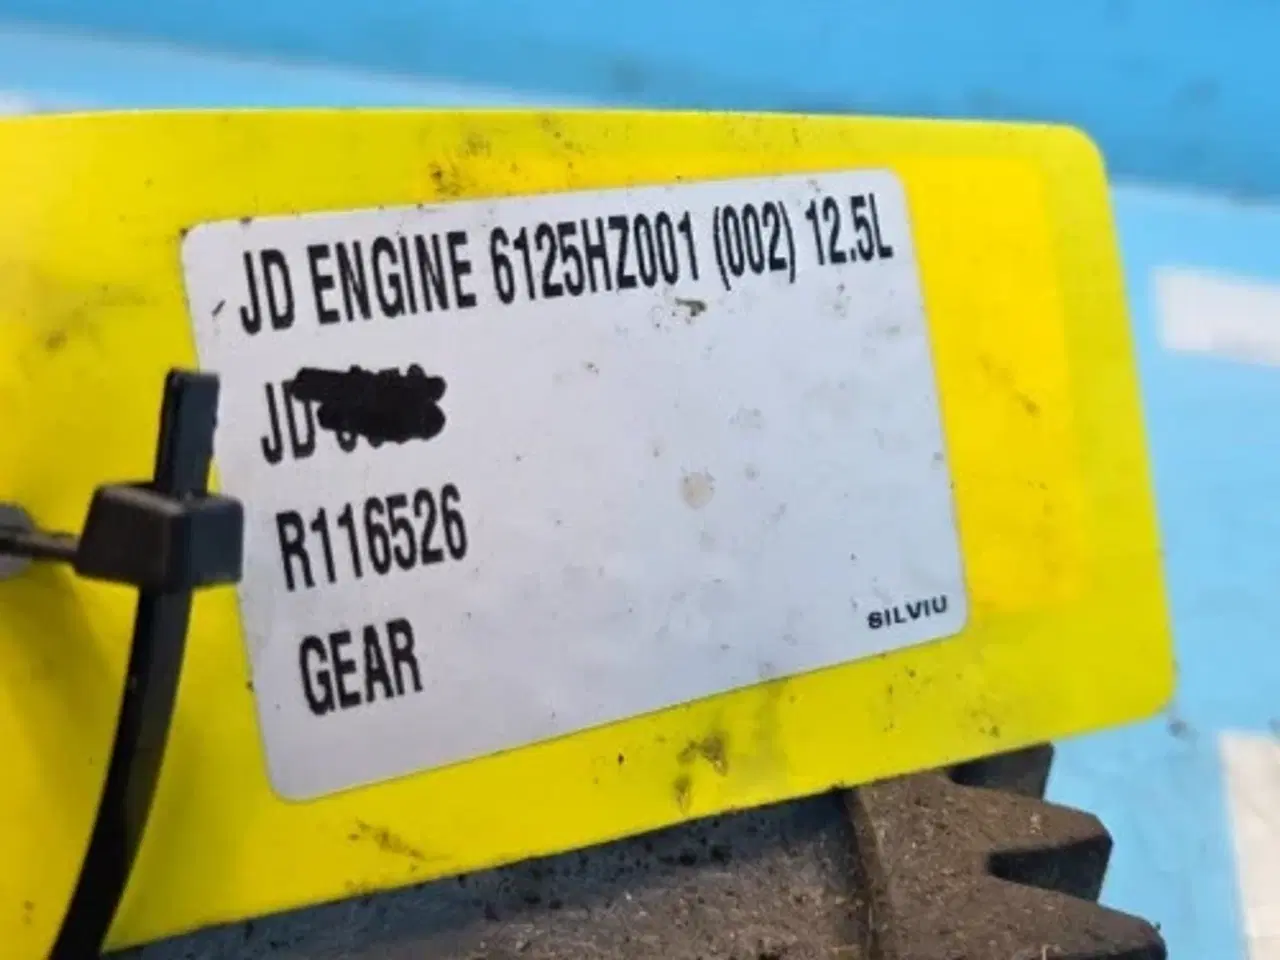 JD ENGINE 6125HZ001 (002) 12.5L
JD
R116526
GEAR
SILVIU